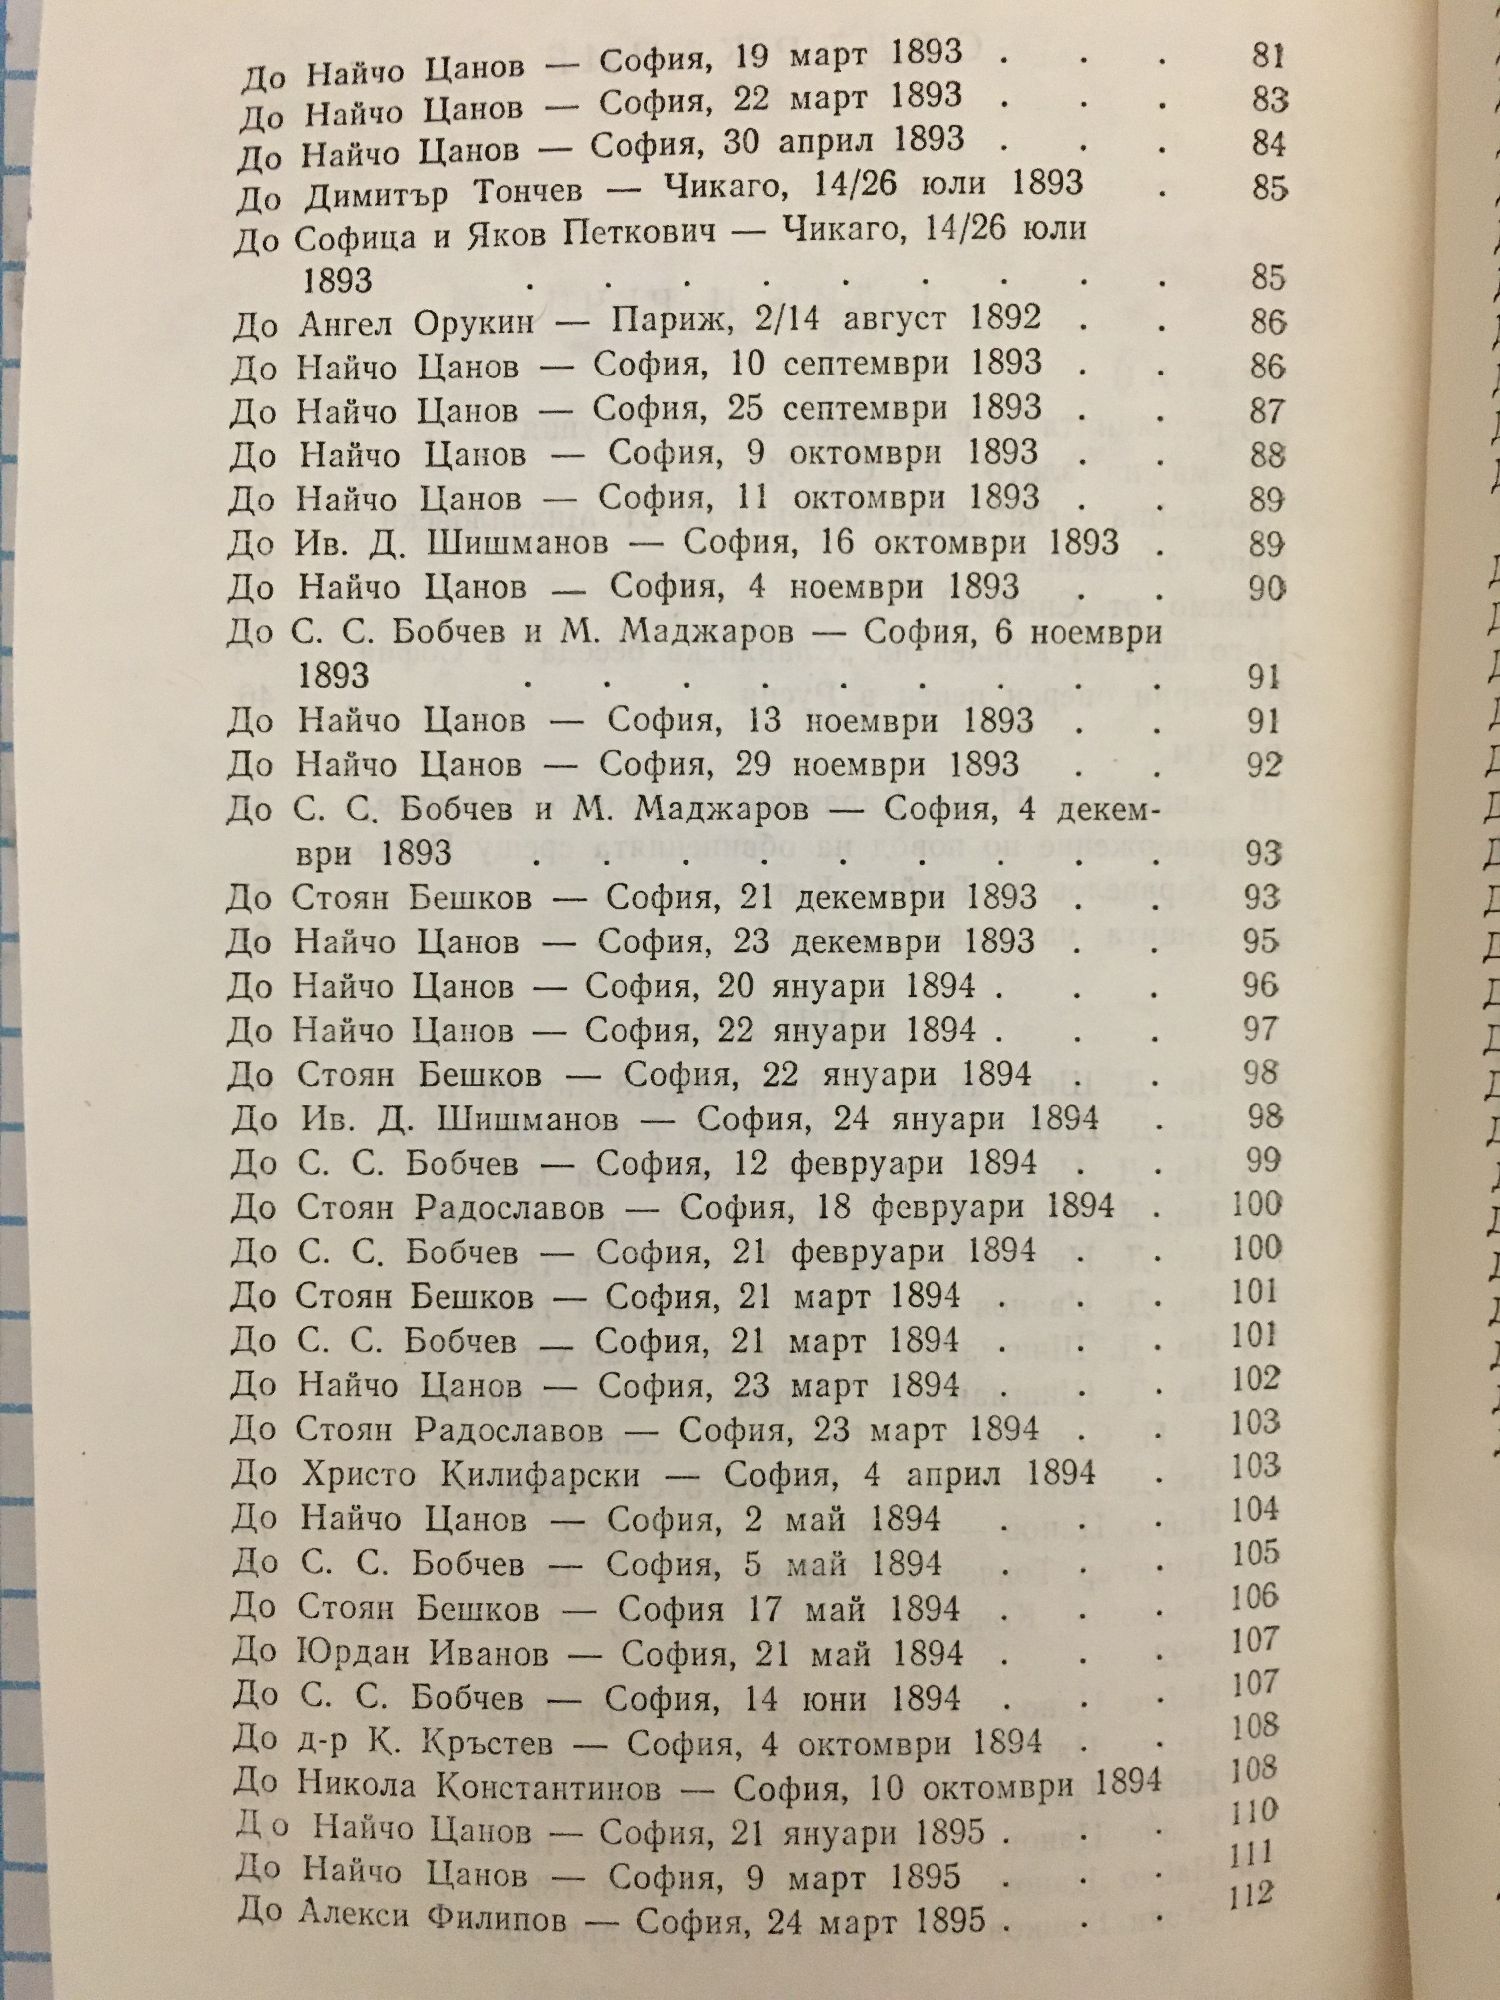 До Найчо Цанов — София, 19 март 1893 . . . 81
До Найчо Цанов — София, 22 март 1893 . . . 83
До Найчо Цанов — София, 30 април 1893 . . . 84
До Димитър Тончев — Чикаго, 14/26 юли 1893 . 85
До Софица и Яков Петкович — Чикаго, 14/26 юли
1893 . . . . . . . . . 85
До Ангел Орукин — Париж, 2/14 август 1892 . . 86
До Найчо Цанов — София, 10 септември 1893 . . 86
До Найчо Цанов — София, 25 септември 1893 . . 87
До Найчо Цанов — София, 9 октомври 1893 . . 88
До Найчо Цанов — София, 11 октомври 1893 . . 89
До Ив. Д. Шишманов — София, 16 октомври 1893 . 89
До Найчо Цанов — София, 4 ноември 1893 . . 90
До С. С. Бобчев и М. Маджаров — София, 6 ноември
1893 . . . . . . . . . 91
До Найчо Цанов — София, 13 ноември 1893 . . 91
До Найчо Цанов — София, 29 ноември 1893 . . 92
До С. С. Бобчев и М. Маджаров — София, 4 декем-
ври 1893 . . . . . . . . . 93
До Стоян Бешков — София, 21 декември 1893 . . 93
До Найчо Цанов — София, 23 декември 1893 . . 95
До Найчо Цанов — София, 20 януари 1894 . . . 96
До Найчо Цанов — София, 22 януари 1894 . . . 97
До Стоян Бешков — София, 22 януари 1894 . . 98
До Ив. Д. Шишманов — София, 24 януари 1894 . 98
До С. С. Бобчев — София, 12 февруари 1894 . . 99
До Стоян Радославов — София, 18 февруари 1894 . 100
До С. С. Бобчев — София, 21 февруари 1894 . . 100
До Стоян Бешков — София, 21 март 1894 . . . 101
До С. С. Бобчев — София, 21 март 1894 . . . 101
До Найчо Цанов — София, 23 март 1894 . . . 102
До Стоян Радославов — София, 23 март 1894 . . 103
До Христо Килифарски — София, 4 април 1894 . 103
До Найчо Цанов — София, 2 май 1894 . . . 104
До С. С. Бобчев — София, 5 май 1894 . . . 105
До Стоян Бешков — София 17 май 1894 . . . 106
До Юрдан Иванов — София, 21 май 1894 . . . 107
До С. С. Бобчев — София, 14 юни 1894 . . . 107
До д-р К. Кръстев — София, 4 октомври 1894 . . 108
До Никола Константинов — София, 10 октомври 1894 108
До Найчо Цанов — София, 21 януари 1895 . . . 110
До Найчо Цанов — София, 9 март 1895 . . . 111
До Алекси Филипов — София, 24 март 1895 . . . 112